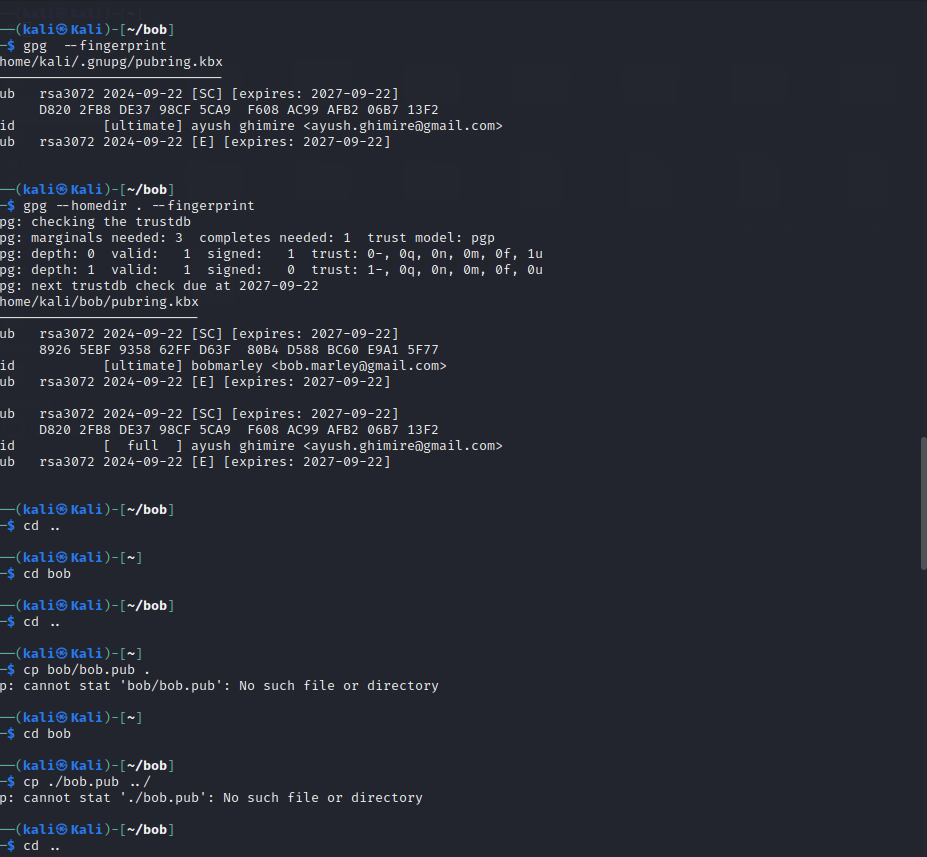 ──(kali㉿Kali)-[~/bob]
─$ gpg  --fingerprint
home/kali/.gnupg/pubring.kbx
────────────────────────────
ub   rsa3072 2024-09-22 [SC] [expires: 2027-09-22]
     D820 2FB8 DE37 98CF 5CA9  F608 AC99 AFB2 06B7 13F2
id           [ultimate] ayush ghimire <ayush.ghimire@gmail.com>
ub   rsa3072 2024-09-22 [E] [expires: 2027-09-22]
──(kali㉿Kali)-[~/bob]
─$ gpg --homedir . --fingerprint
pg: checking the trustdb
pg: marginals needed: 3  completes needed: 1  trust model: pgp
pg: depth: 0  valid:   1  signed:   1  trust: 0-, 0q, 0n, 0m, 0f, 1u
pg: depth: 1  valid:   1  signed:   0  trust: 1-, 0q, 0n, 0m, 0f, 0u
pg: next trustdb check due at 2027-09-22
home/kali/bob/pubring.kbx
─────────────────────────
ub   rsa3072 2024-09-22 [SC] [expires: 2027-09-22]
     8926 5EBF 9358 62FF D63F  80B4 D588 BC60 E9A1 5F77
id           [ultimate] bobmarley <bob.marley@gmail.com>
ub   rsa3072 2024-09-22 [E] [expires: 2027-09-22]
ub   rsa3072 2024-09-22 [SC] [expires: 2027-09-22]
     D820 2FB8 DE37 98CF 5CA9  F608 AC99 AFB2 06B7 13F2
id           [  full  ] ayush ghimire <ayush.ghimire@gmail.com>
ub   rsa3072 2024-09-22 [E] [expires: 2027-09-22]
──(kali㉿Kali)-[~/bob]
─$ cd ..
──(kali㉿Kali)-[~]
─$ cd bob
──(kali㉿Kali)-[~/bob]
─$ cd ..
──(kali㉿Kali)-[~]
─$ cp bob/bob.pub .
p: cannot stat 'bob/bob.pub': No such file or directory
──(kali㉿Kali)-[~]
─$ cd bob
──(kali㉿Kali)-[~/bob]
─$ cp ./bob.pub ../
p: cannot stat './bob.pub': No such file or directory
──(kali㉿Kali)-[~/bob]
─$ cd ..